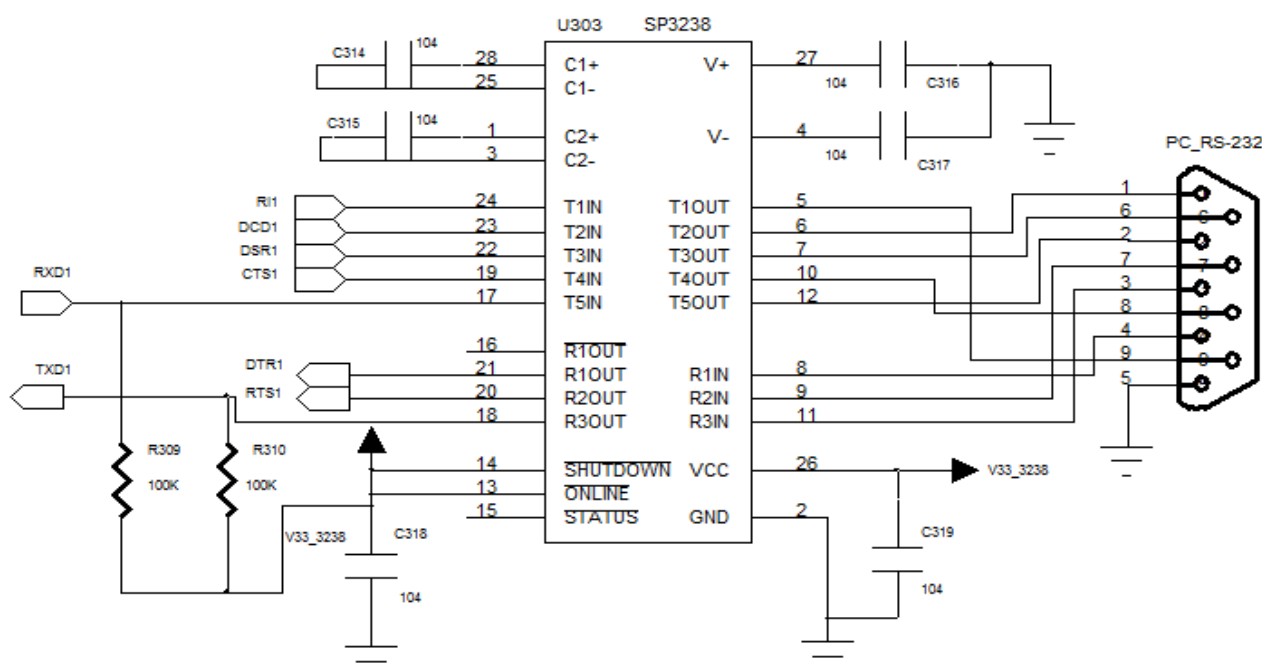 U303 SP3238
C314 104
28 C1+ V+ 27
25 C1-
104 C316
C315 104
1 C2+ V- 4
3 C2-
104 C317
PC_RS-232
RI1 24 T1IN T1OUT 5
DCD1 23 T2IN T2OUT 6
DSR1 22 T3IN T3OUT 7
CTS1 19 T4IN T4OUT 10
RXD1 17 T5IN T5OUT 12
1
6
2
7
7
3
8
4
9
5
16 R1OUT
DTR1 21 R1OUT R1IN 8
TXD1
RTS1 20 R2OUT R2IN 9
18 R3OUT R3IN 11
R309 R310
100K 100K
14 SHUTDOWN VCC 26 V33_3238
13 ONLINE
15 STATUS GND 2
V33_3238 C318
104
C319
104